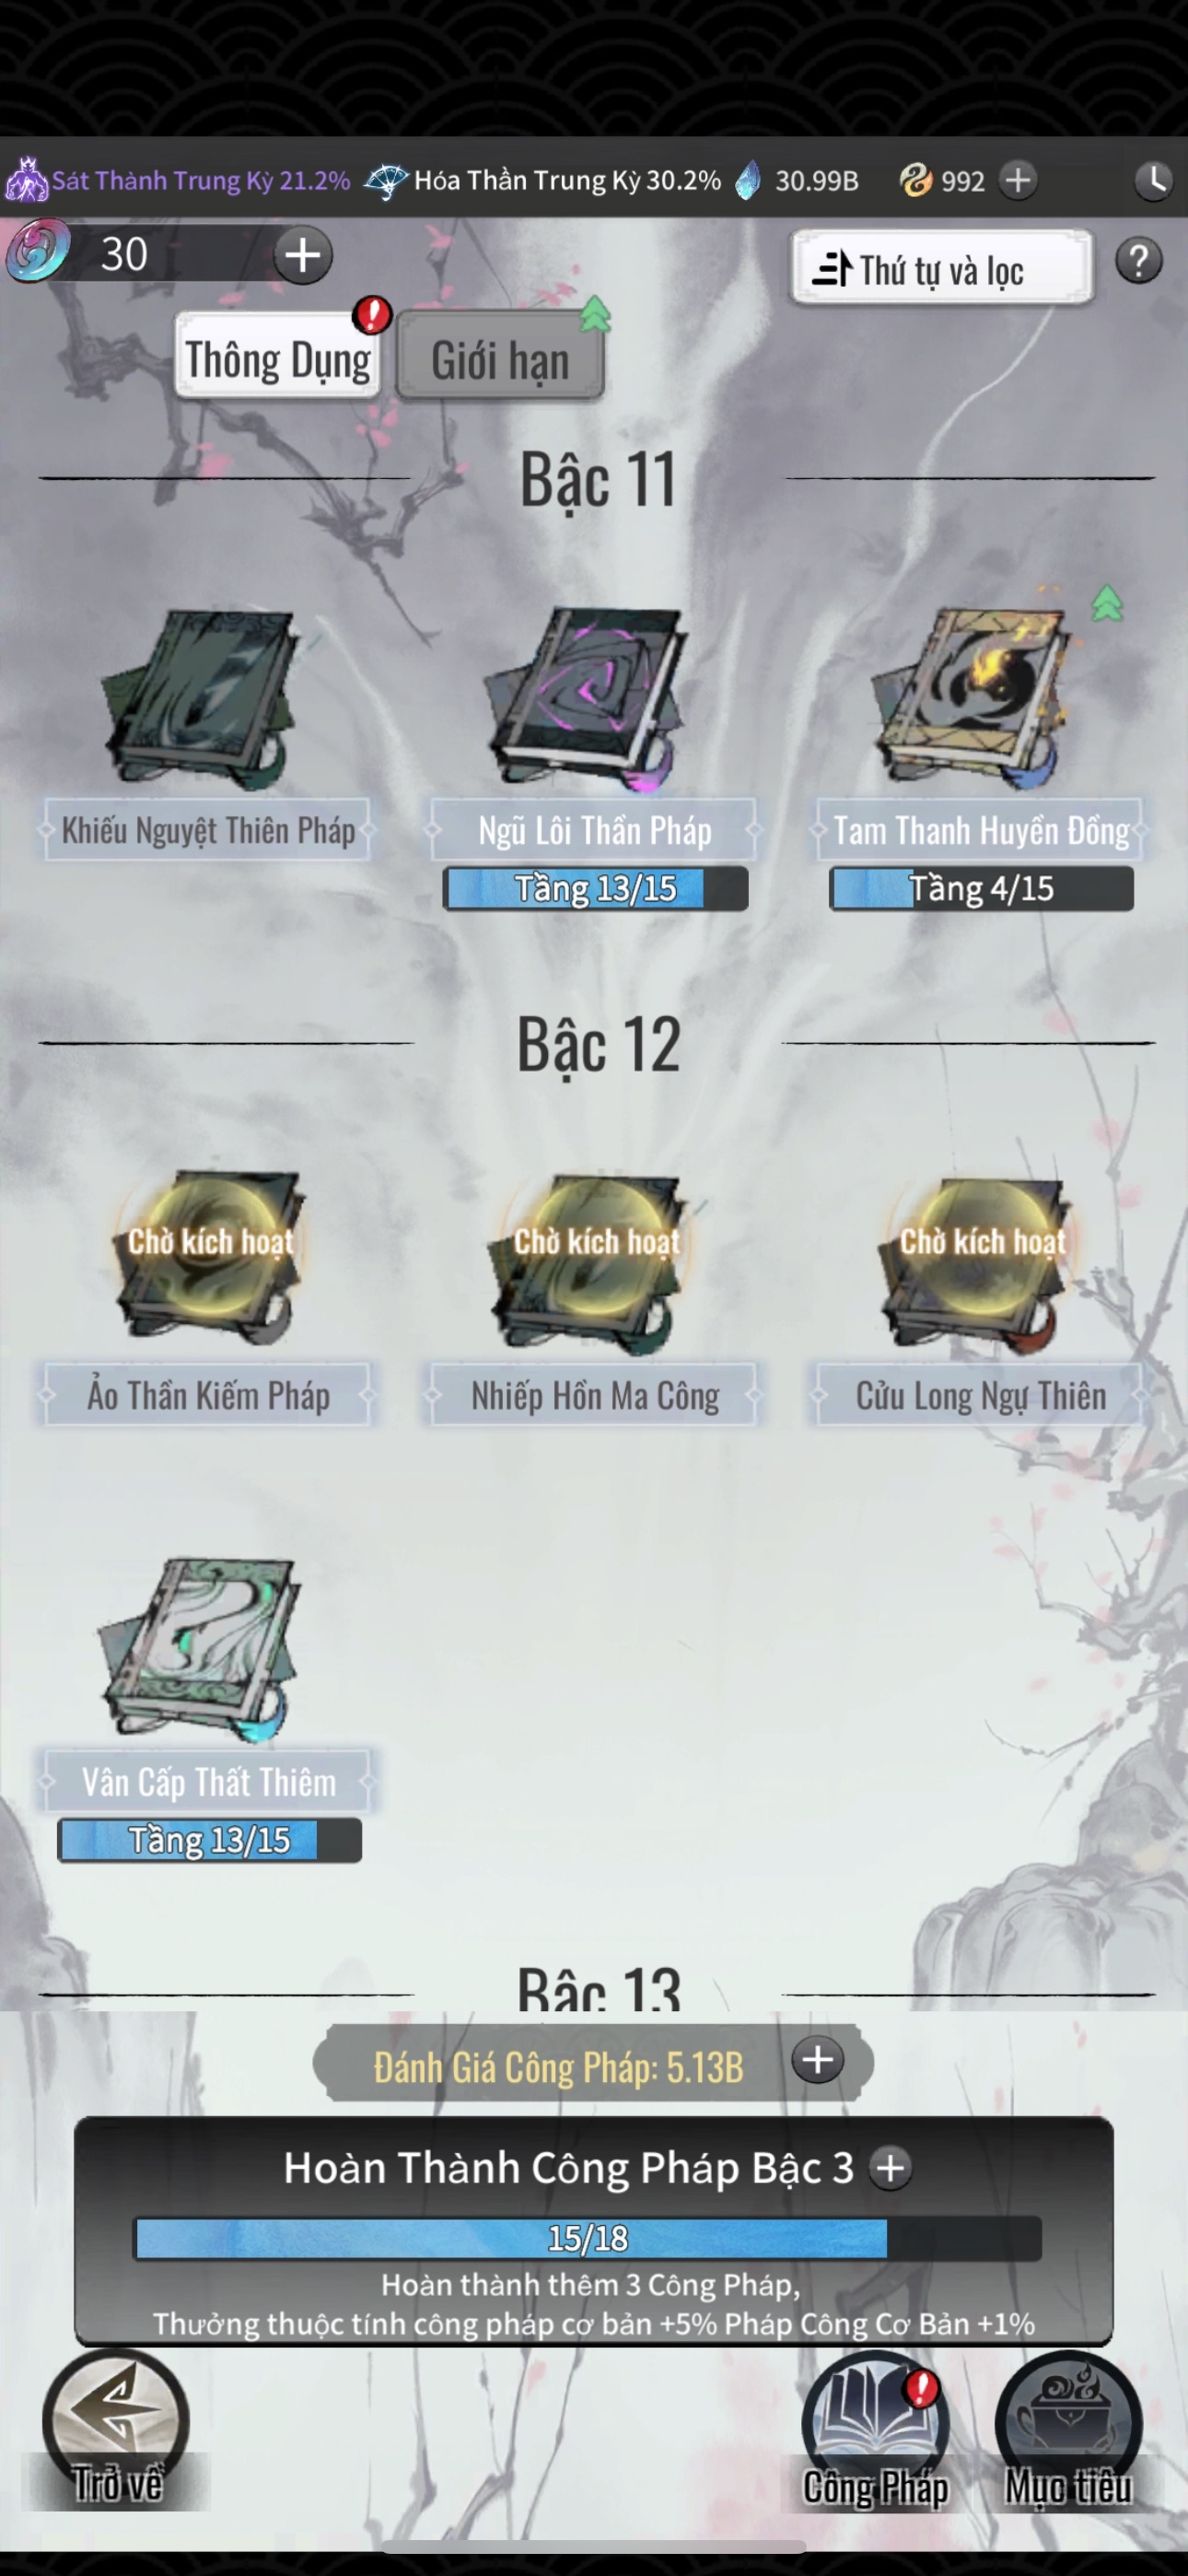 Sát Thành Trung Kỳ 21.2% Hóa Thần Trung Kỳ 30.2% 30.99B 992
30
Thứ tự và lọc ?
Thông Dụng
Giới hạn
Bậc 11
Khiếu Nguyệt Thiên Pháp
Ngũ Lôi Thần Pháp
Tam Thanh Huyền Đồng
Tầng 13/15
Tầng 4/15
Bậc 12
Chờ kích hoạt
Chờ kích hoạt
Chờ kích hoạt
Ảo Thần Kiếm Pháp
Nhiếp Hồn Ma Công
Cửu Long Ngự Thiên
Vân Cấp Thất Thiêm
Tầng 13/15
Bậc 13
Đánh Giá Công Pháp: 5.13B
Hoàn Thành Công Pháp Bậc 3
15/18
Hoàn thành thêm 3 Công Pháp,
Thưởng thuộc tính công pháp cơ bản +5% Pháp Công Cơ Bản +1%
Trở về
Công Pháp
Mục tiêu